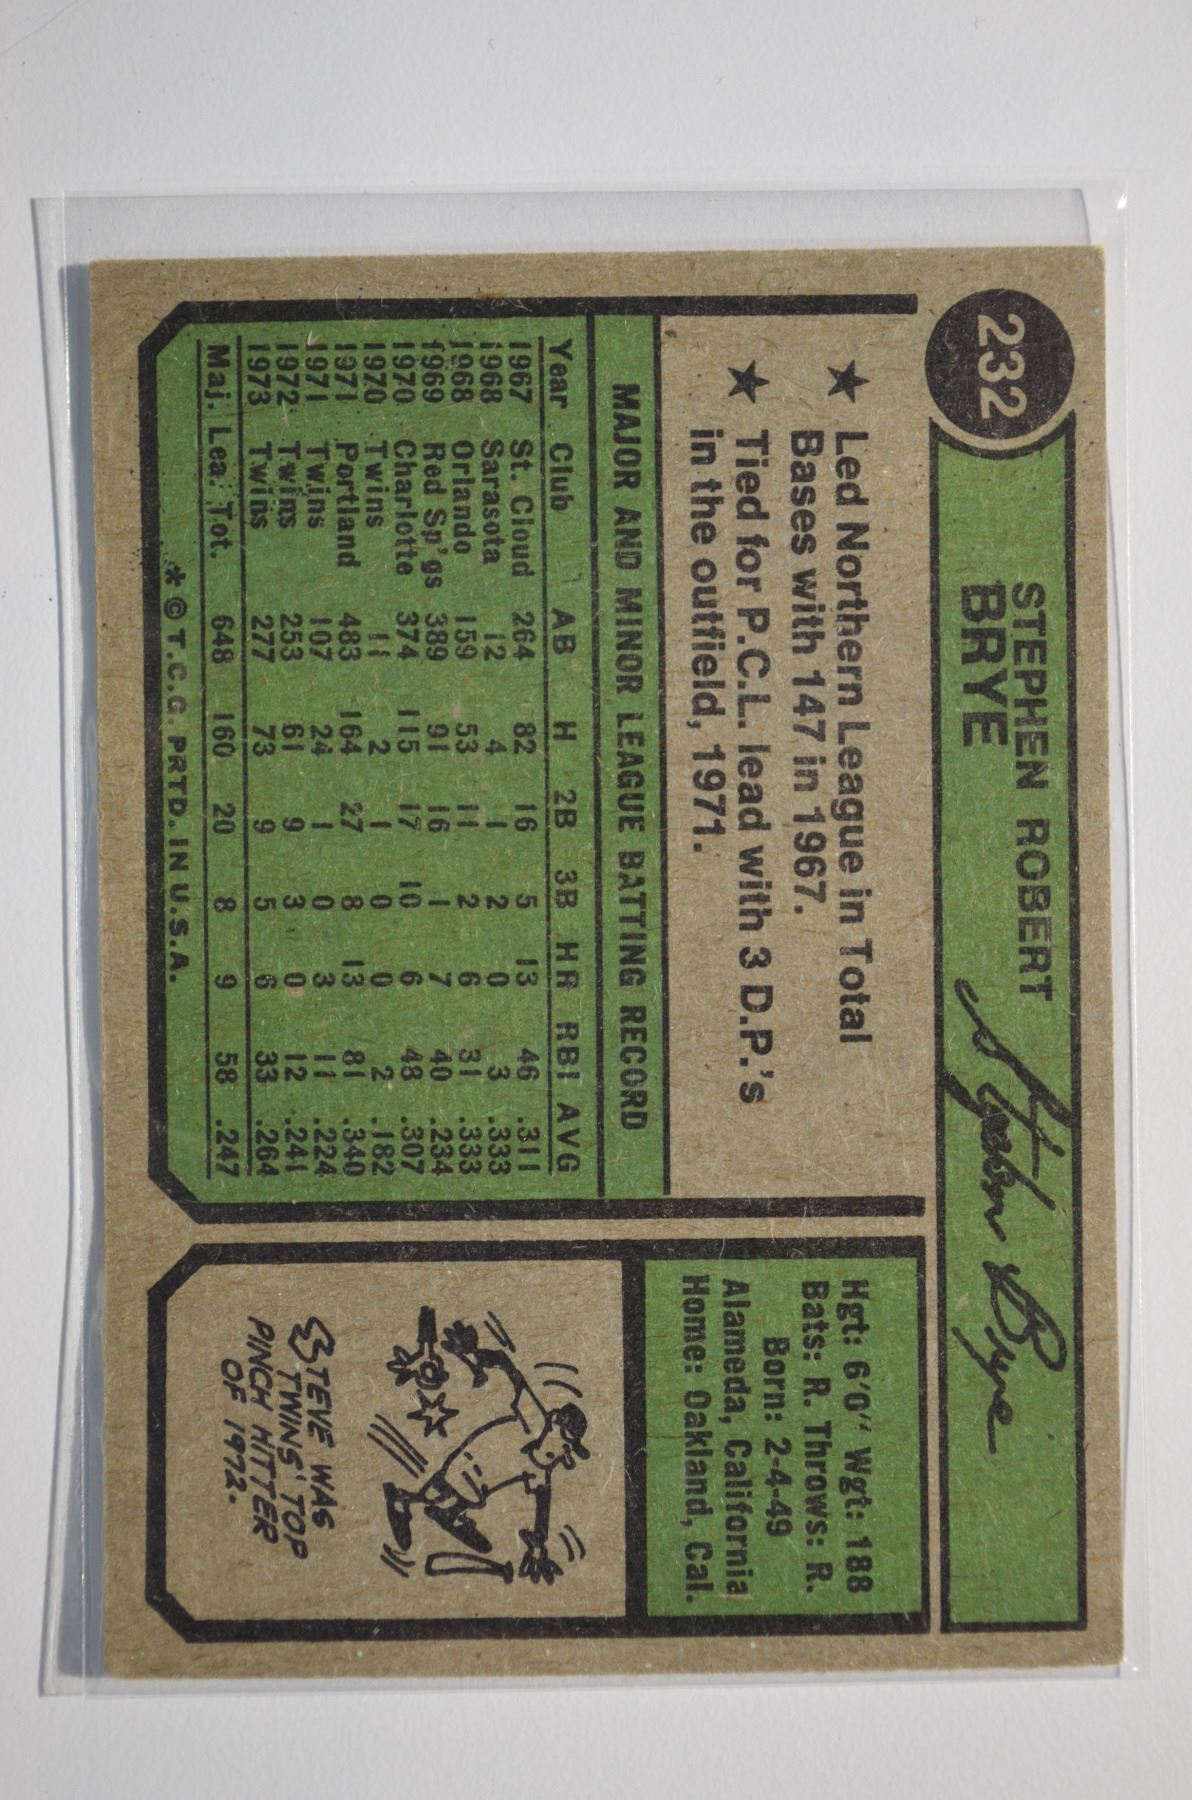 232
STEPHEN ROBERT
BRYE
Stephen Brye
★ Led Northern League in Total
Bases with 147 in 1967.
★ Tied for P.C.L. lead with 3 D.P.'s
in the outfield, 1971.
MAJOR AND MINOR LEAGUE BATTING RECORD
Year Club AB H 2B 3B HR RBI AVG
1967 St. Cloud 264 82 16 5 13 46 .311
1968 Sarasota 12 4 1 2 0 3 .333
1968 Orlando 159 53 11 2 6 31 .333
1969 Red Sp'gs 389 91 16 1 7 40 .234
1970 Charlotte 374 115 17 10 6 48 .307
1970 Twins 11 2 1 0 0 2 .182
1971 Portland 483 164 27 8 13 81 .340
1971 Twins 107 24 1 0 3 11 .224
1972 Twins 253 61 9 3 0 12 .241
1973 Twins 277 73 9 5 6 33 .264
Maj. Lea. Tot. 648 160 20 8 9 58 .247
* © T.C.G. PRTD. IN U.S.A.
Hgt: 6'0" Wgt: 188
Bats: R. Throws: R.
Born: 2-4-49
Alameda, California
Home: Oakland, Cal.
STEVE WAS
TWINS' TOP
PINCH HITTER
OF 1972.